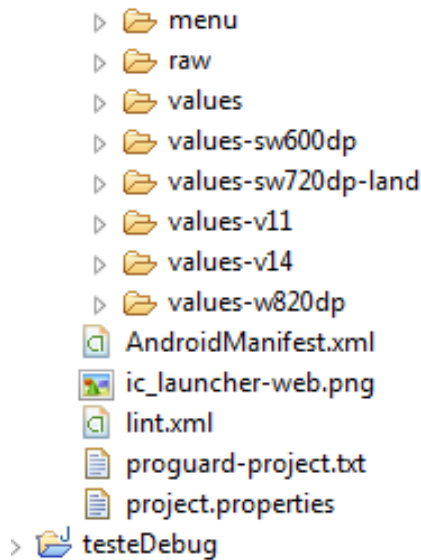 menu
raw
values
values-sw600dp
values-sw720dp-land
values-v11
values-v14
values-w820dp
AndroidManifest.xml
ic_launcher-web.png
lint.xml
proguard-project.txt
project.properties
testeDebug